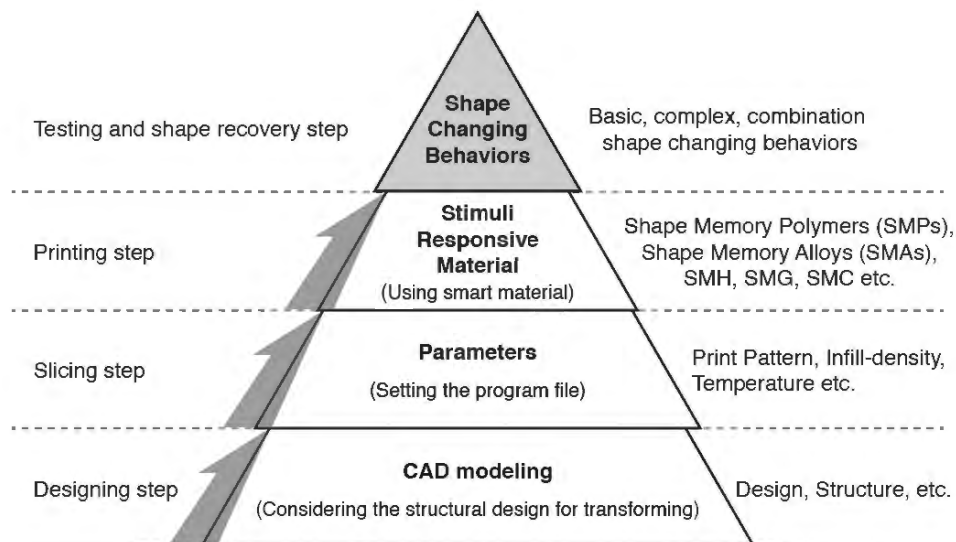 Testing and shape recovery step
Shape
Changing
Behaviors
Basic, complex, combination
shape changing behaviors
Printing step
Stimuli
Responsive
Material
(Using smart material)
Shape Memory Polymers (SMPs),
Shape Memory Alloys (SMAs),
SMH, SMG, SMC etc.
Slicing step
Parameters
(Setting the program file)
Print Pattern, Infill-density,
Temperature etc.
Designing step
CAD modeling
(Considering the structural design for transforming)
Design, Structure, etc.